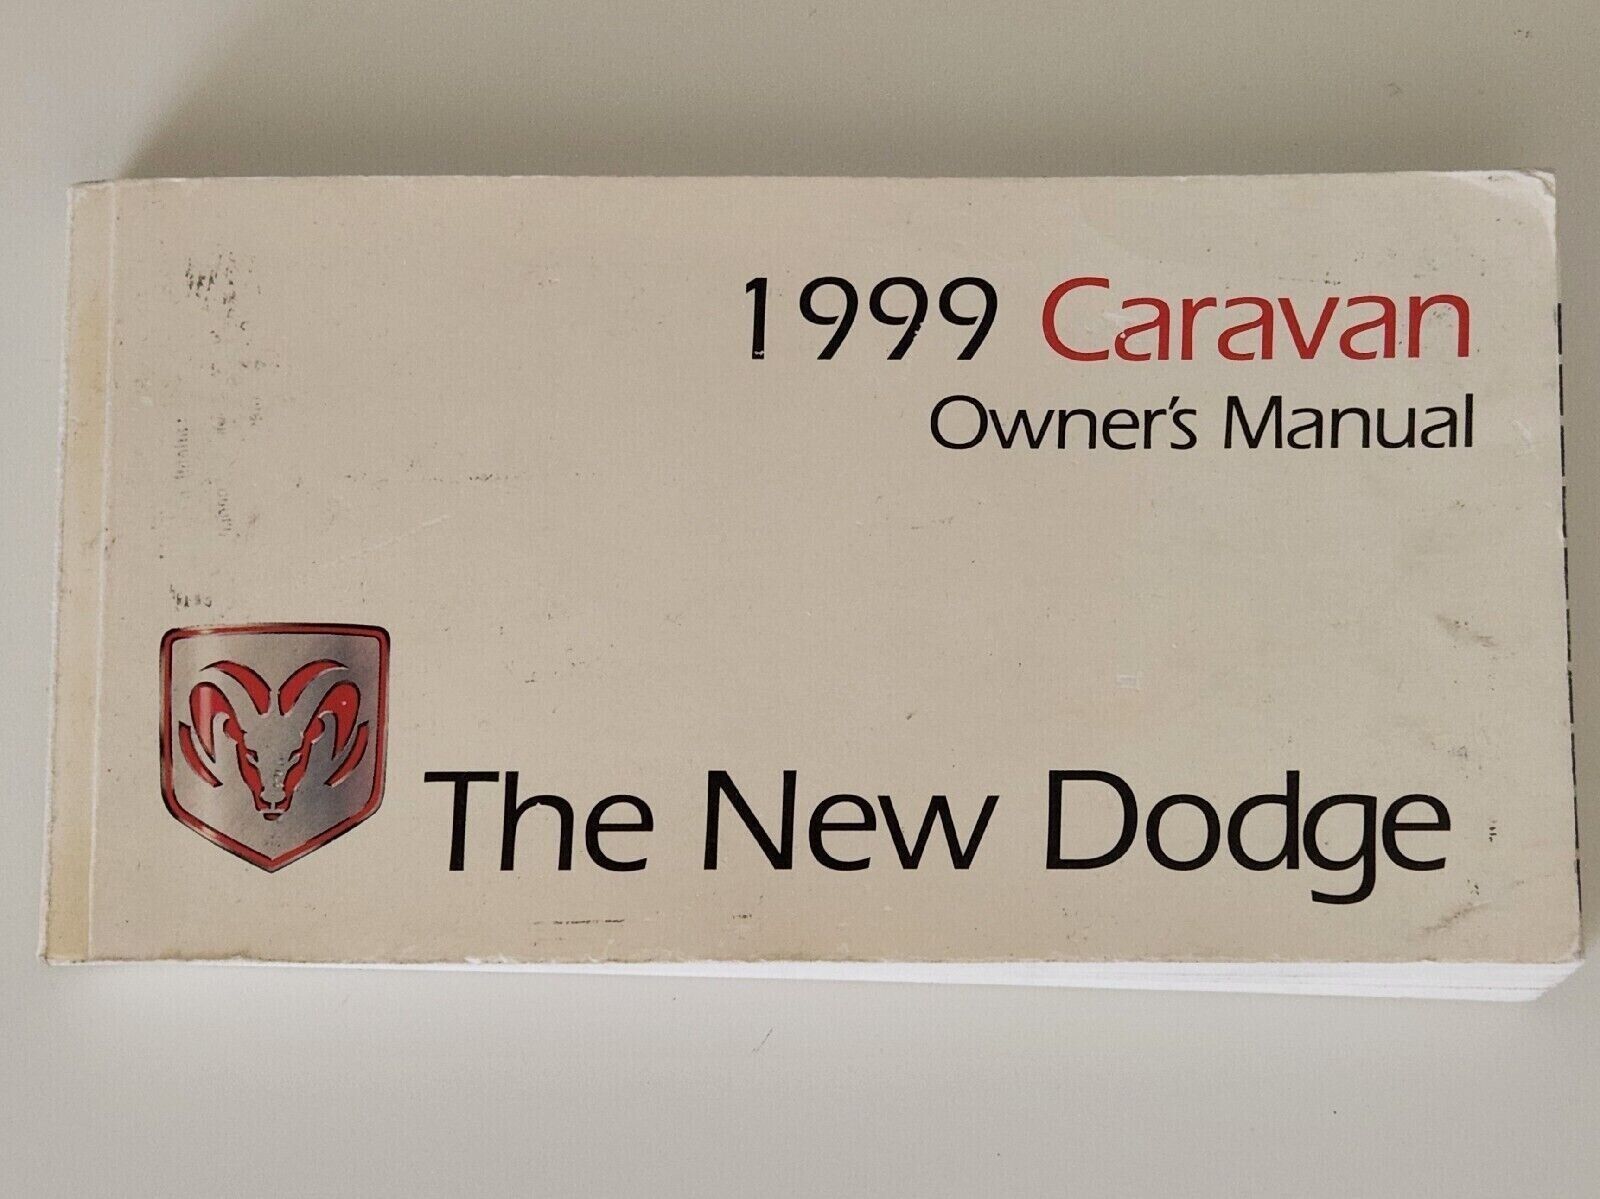 1999 Caravan
Owner's Manual
The New Dodge